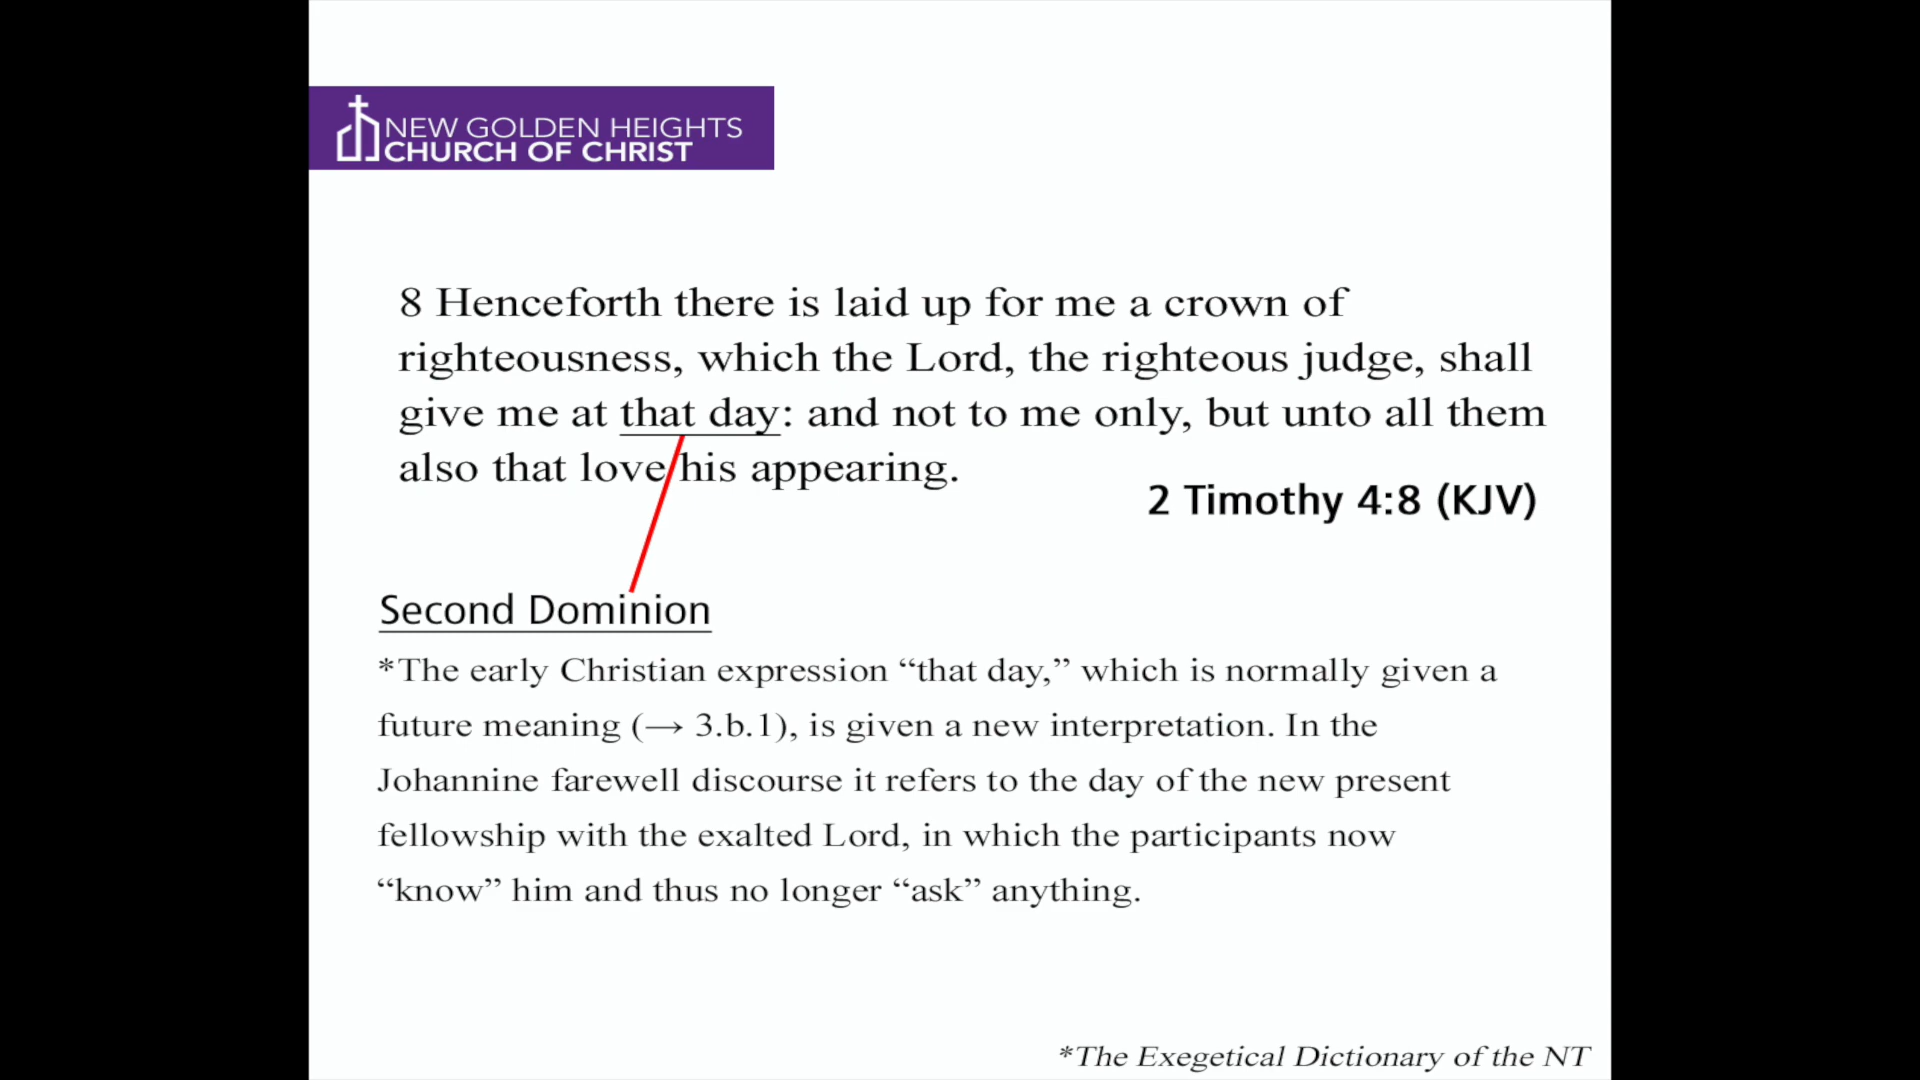 NEW GOLDEN HEIGHTS
CHURCH OF CHRIST
8 Henceforth there is laid up for me a crown of
righteousness, which the Lord, the righteous judge, shall
give me at that day: and not to me only, but unto all them
also that love his appearing.
2 Timothy 4:8 (KJV)
Second Dominion
*The early Christian expression “that day,” which is normally given a
future meaning (→ 3.b.1), is given a new interpretation. In the
Johannine farewell discourse it refers to the day of the new present
fellowship with the exalted Lord, in which the participants now
“know” him and thus no longer “ask” anything.
*The Exegetical Dictionary of the NT